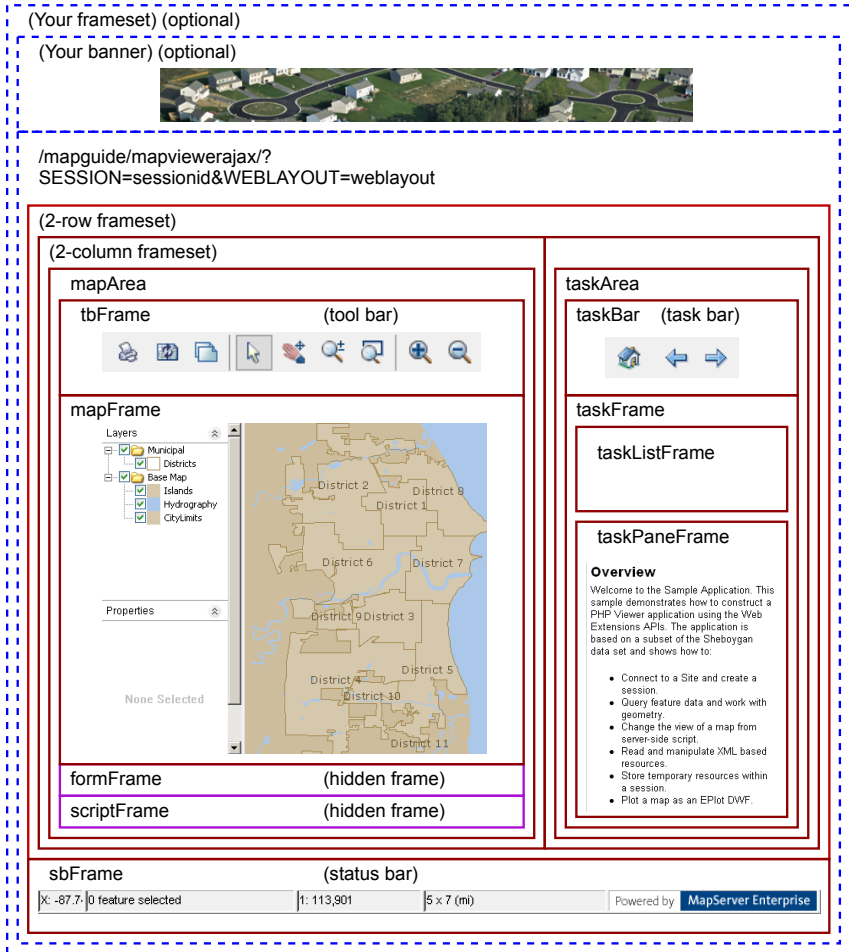 (Your frameset) (optional)
(Your banner) (optional)
/mapguide/mapviewerajax/?
SESSION=sessionid&WEBLAYOUT=weblayout
(2-row frameset)
(2-column frameset)
mapArea
tbFrame (tool bar)
mapFrame
Layers
Municipal
Districts
Base Map
Islands
Hydrography
CityLimits
Properties
None Selected
District 2
District 8
District 1
District 6
District 7
District 9 District 3
District 5
District 4
District 10
District 11
formFrame (hidden frame)
scriptFrame (hidden frame)
taskArea
taskBar (task bar)
taskFrame
taskListFrame
taskPaneFrame
Overview
Welcome to the Sample Application. This
sample demonstrates how to construct a
PHP Viewer application using the Web
Extensions APIs. The application is
based on a subset of the Sheboygan
data set and shows how to:
• Connect to a Site and create a
session.
• Query feature data and work with
geometry.
• Change the view of a map from
server-side script.
• Read and manipulate XML based
resources.
• Store temporary resources within
a session.
• Plot a map as an EPlot DWF.
sbFrame (status bar)
X: -87.7 0 feature selected 1: 113,901 5 x 7 (mi) Powered by MapServer Enterprise